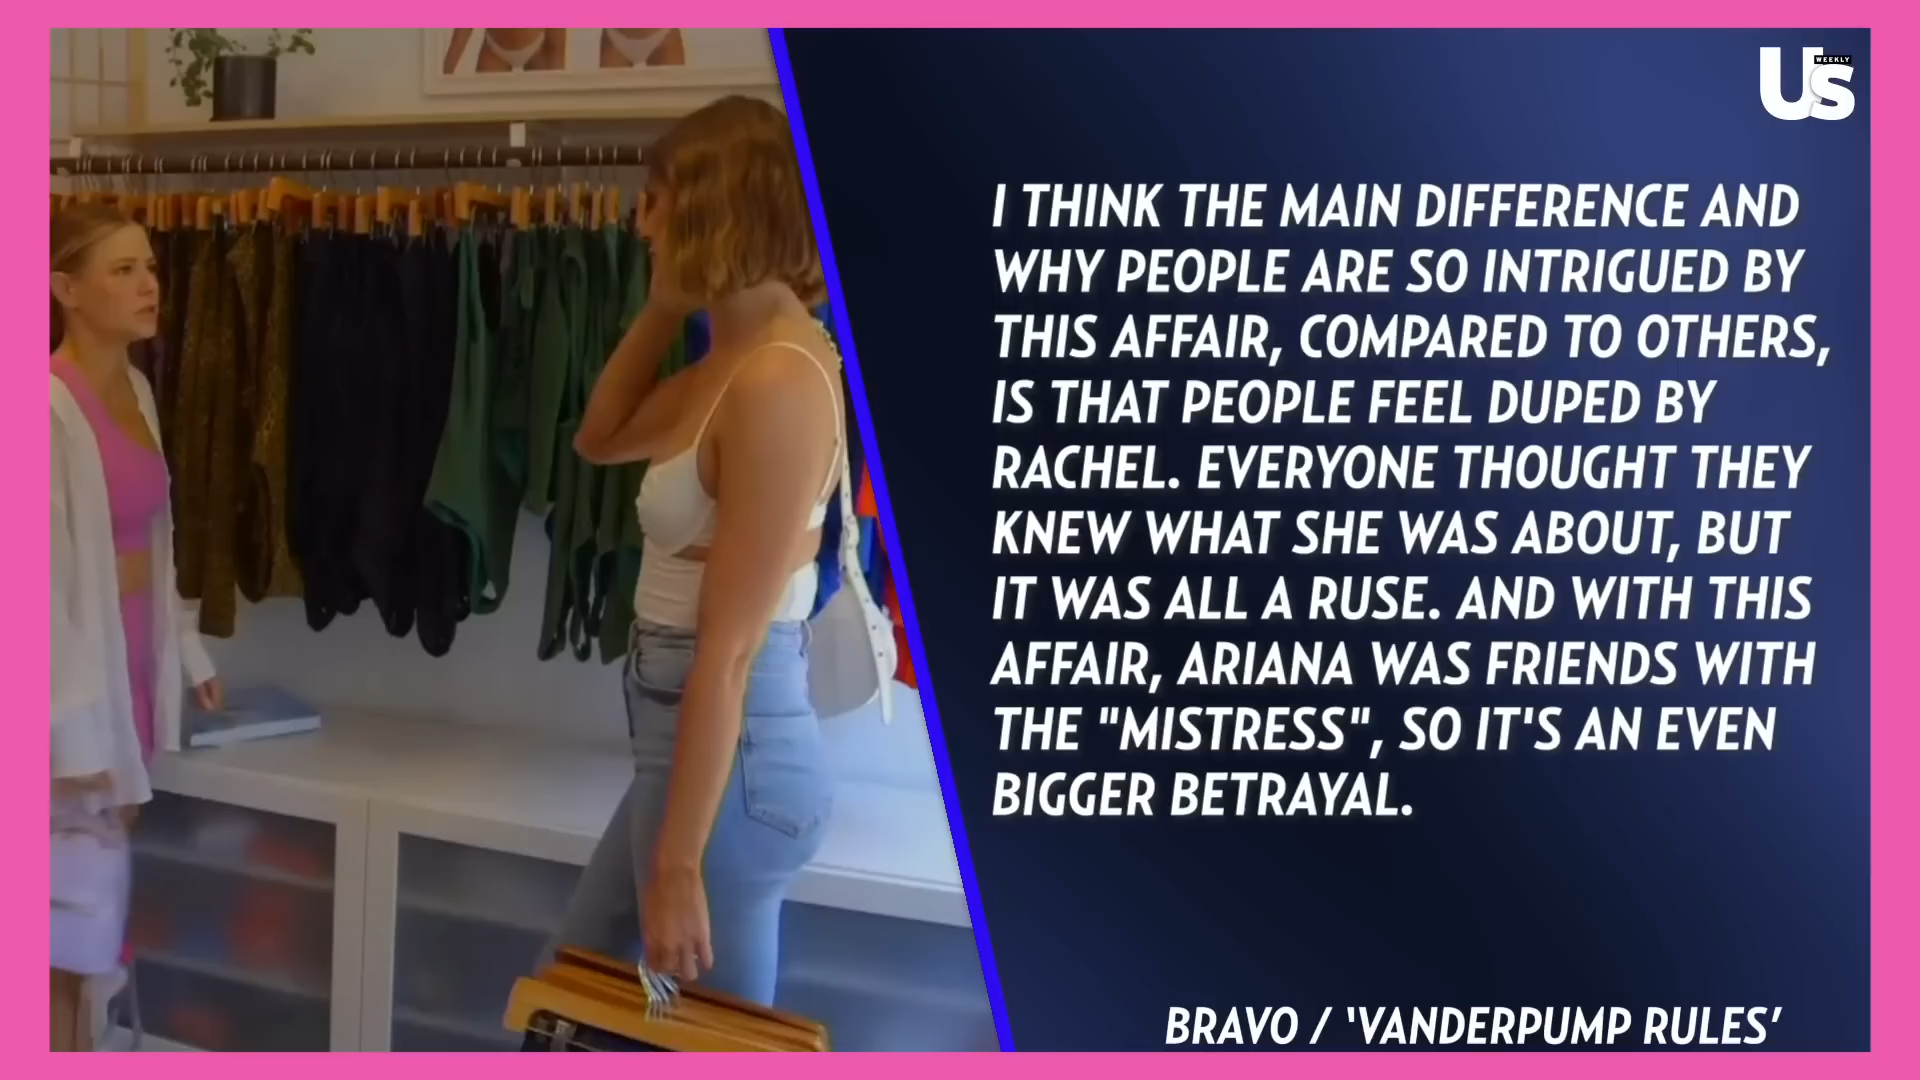 Us
WEEKLY
I THINK THE MAIN DIFFERENCE AND
WHY PEOPLE ARE SO INTRIGUED BY
THIS AFFAIR, COMPARED TO OTHERS,
IS THAT PEOPLE FEEL DUPED BY
RACHEL. EVERYONE THOUGHT THEY
KNEW WHAT SHE WAS ABOUT, BUT
IT WAS ALL A RUSE. AND WITH THIS
AFFAIR, ARIANA WAS FRIENDS WITH
THE "MISTRESS", SO IT'S AN EVEN
BIGGER BETRAYAL.
BRAVO / ‘VANDERPUMP RULES’